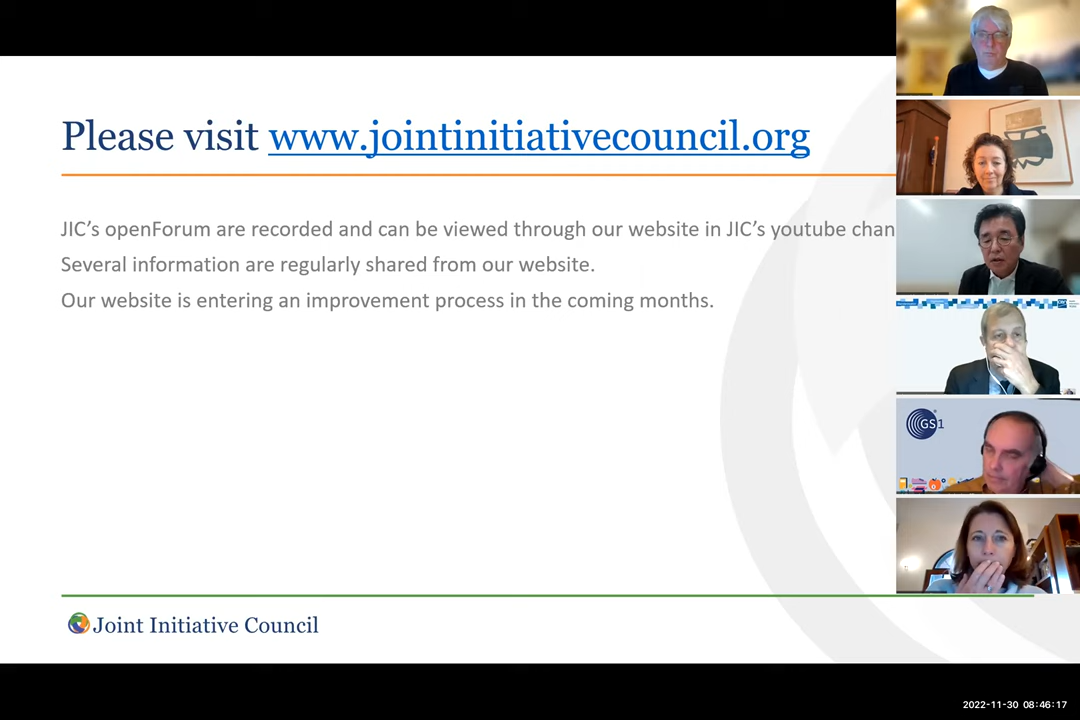 Please visit www.jointinitiativecouncil.org
JIC’s openForum are recorded and can be viewed through our website in JIC’s youtube chan
Several information are regularly shared from our website.
Our website is entering an improvement process in the coming months.
GS1
Joint Initiative Council
2022-11-30 08:46:17